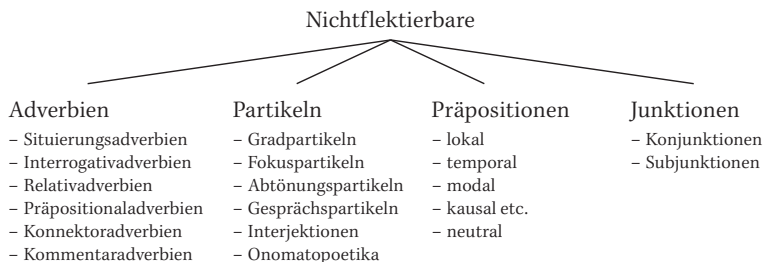 Nichtflektierbare
Adverbien
– Situierungsadverbien
– Interrogativadverbien
– Relativadverbien
– Präpositionaladverbien
– Konnektoradverbien
– Kommentaradverbien
Partikeln
– Gradpartikeln
– Fokuspartikeln
– Abtönungspartikeln
– Gesprächspartikeln
– Interjektionen
– Onomatopoetika
Präpositionen
– lokal
– temporal
– modal
– kausal etc.
– neutral
Junktionen
– Konjunktionen
– Subjunktionen